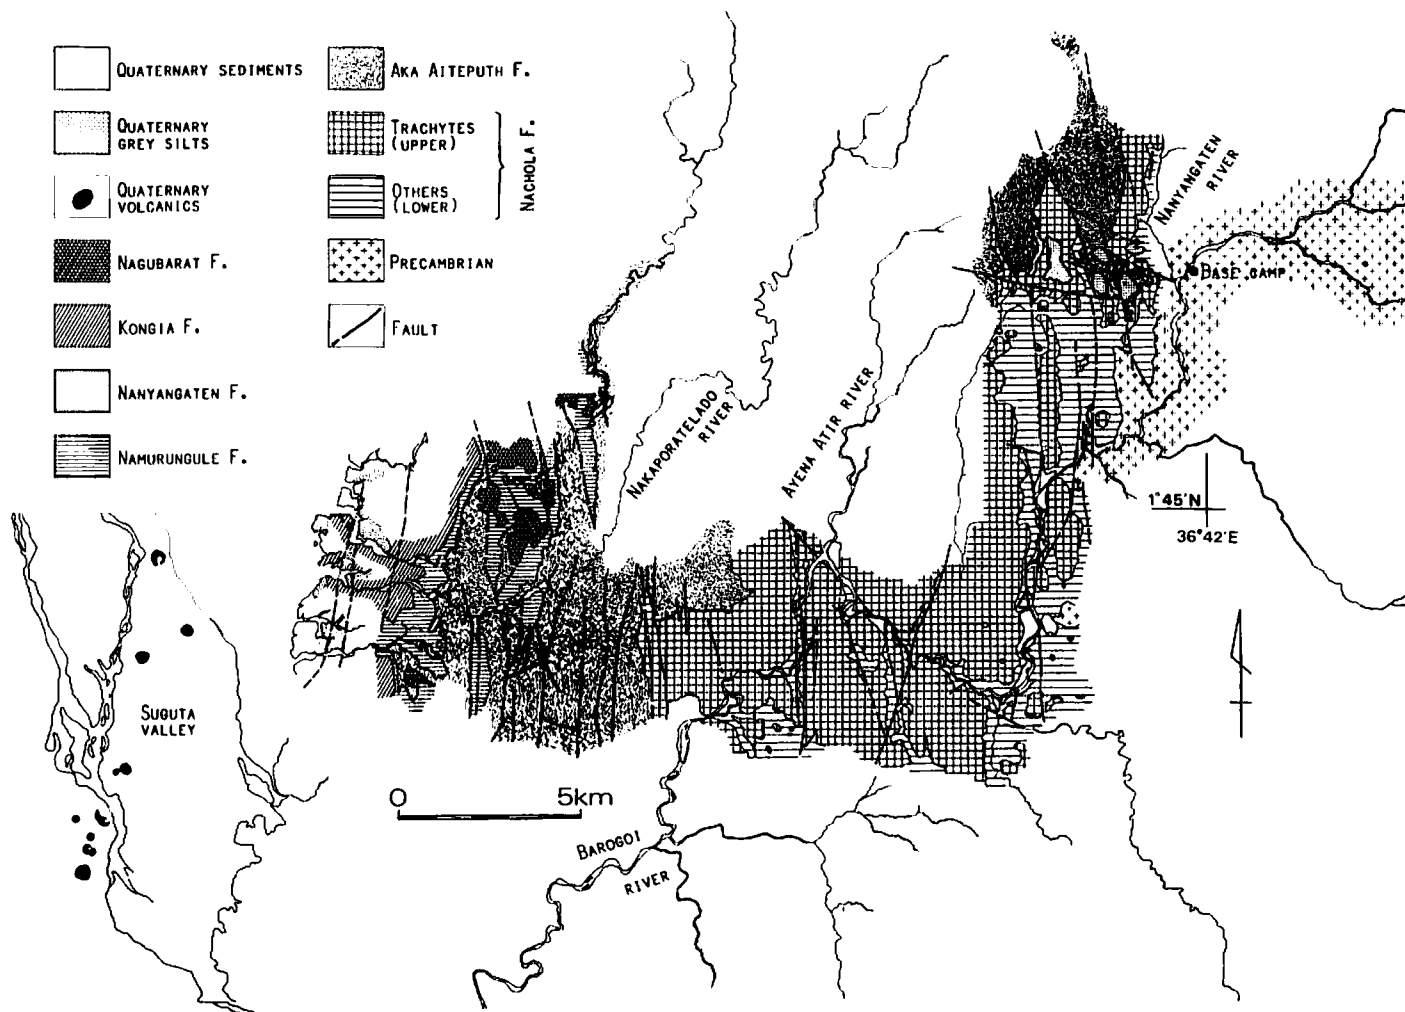 QUATERNARY SEDIMENTS
QUATERNARY
GREY SILTS
QUATERNARY
VOLCANICS
NAGUBARAT F.
KONGIA F.
NANYANGATEN F.
NAMURUNGULE F.
AKA AITEPUTH F.
TRACHYTES
(UPPER)
OTHERS
(LOWER)
NACHOLA F.
PRECAMBRIAN
FAULT
NANYANGATEN
RIVER
BASE CAMP
NAKAPORATELADO
RIVER
AYENA ATIR RIVER
1°45'N
36°42'E
SUGUTA
VALLEY
0 5km
BAROGOI
RIVER